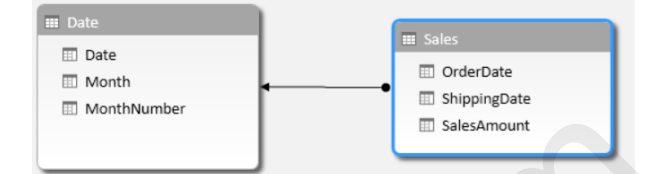 Date
Date
Month
MonthNumber
Sales
OrderDate
ShippingDate
SalesAmount